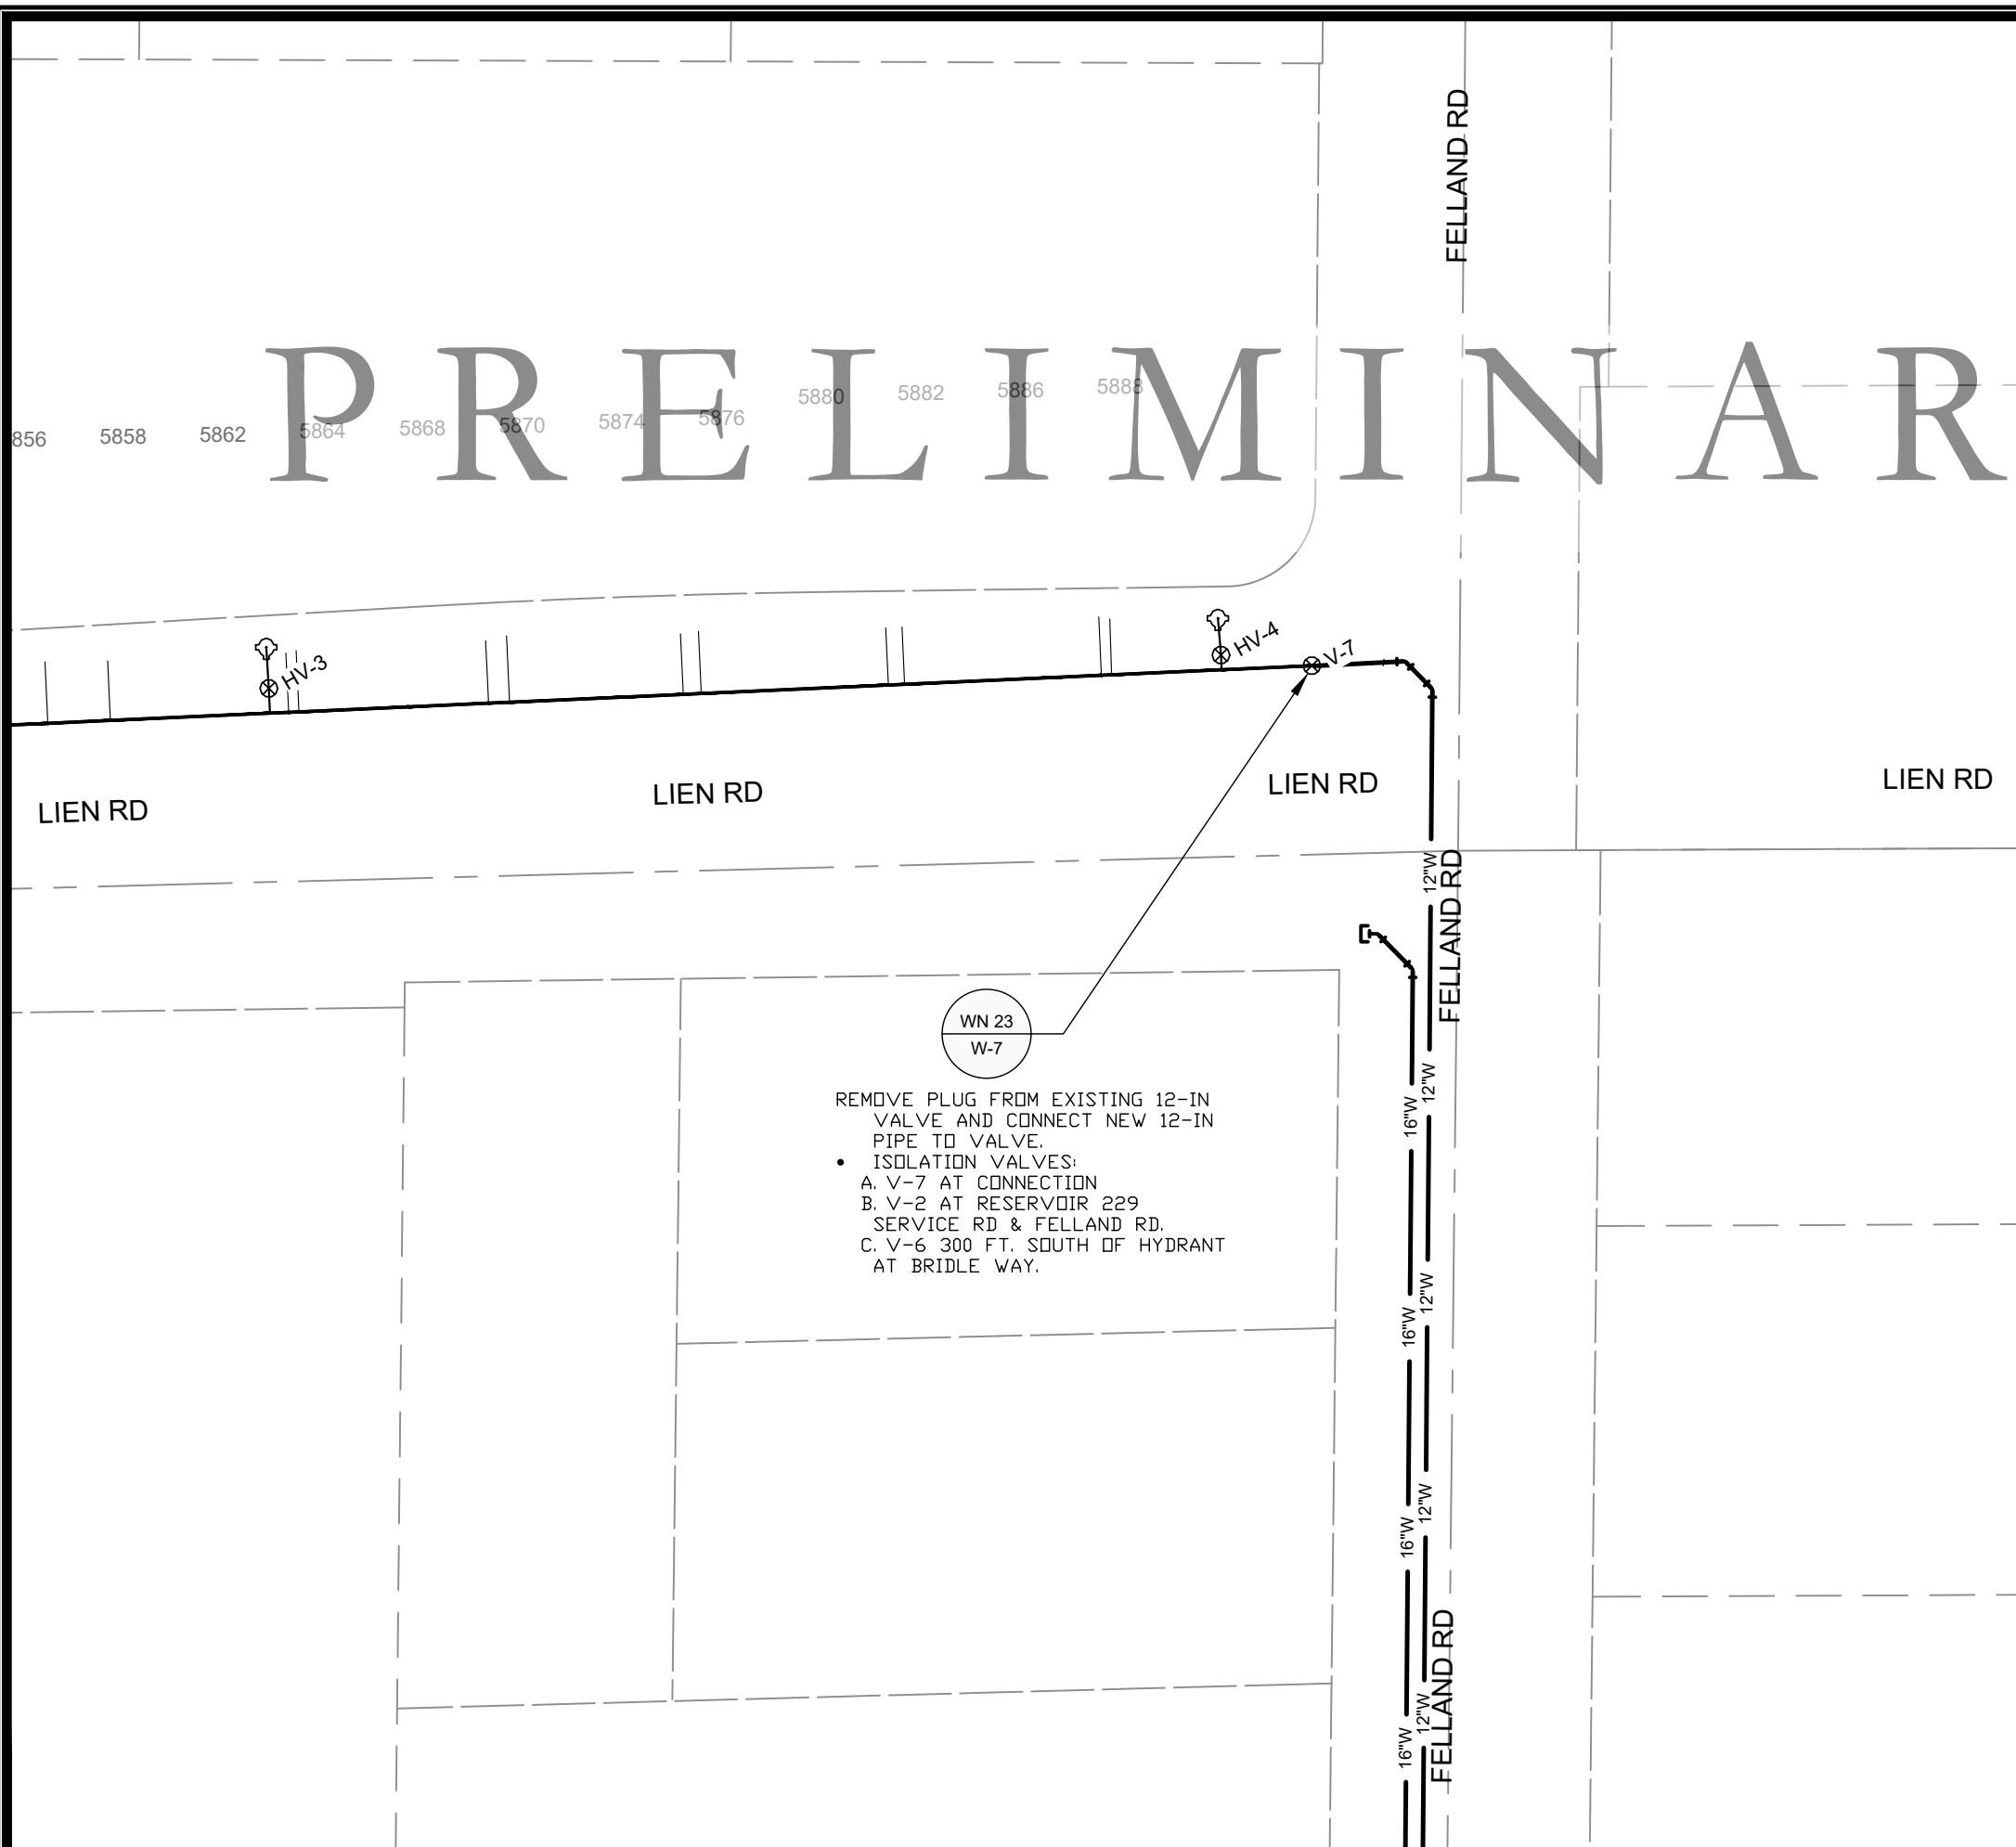 FELLAND RD
PRELIMINAR
5880 5882 5886 5888
856 5858 5862 5864 5868 5870 5874 5876
HV-3
HV-4
V-7
LIEN RD
LIEN RD
LIEN RD
LIEN RD
12"W
FELLAND RD
WN 23
W-7
REMOVE PLUG FROM EXISTING 12-IN
VALVE AND CONNECT NEW 12-IN
PIPE TO VALVE.
• ISOLATION VALVES:
A. V-7 AT CONNECTION
B. V-2 AT RESERVOIR 229
SERVICE RD & FELLAND RD.
C. V-6 300 FT. SOUTH OF HYDRANT
AT BRIDLE WAY.
12"W
16"W
12"W
16"W
12"W
16"W
12"W
16"W
FELLAND RD